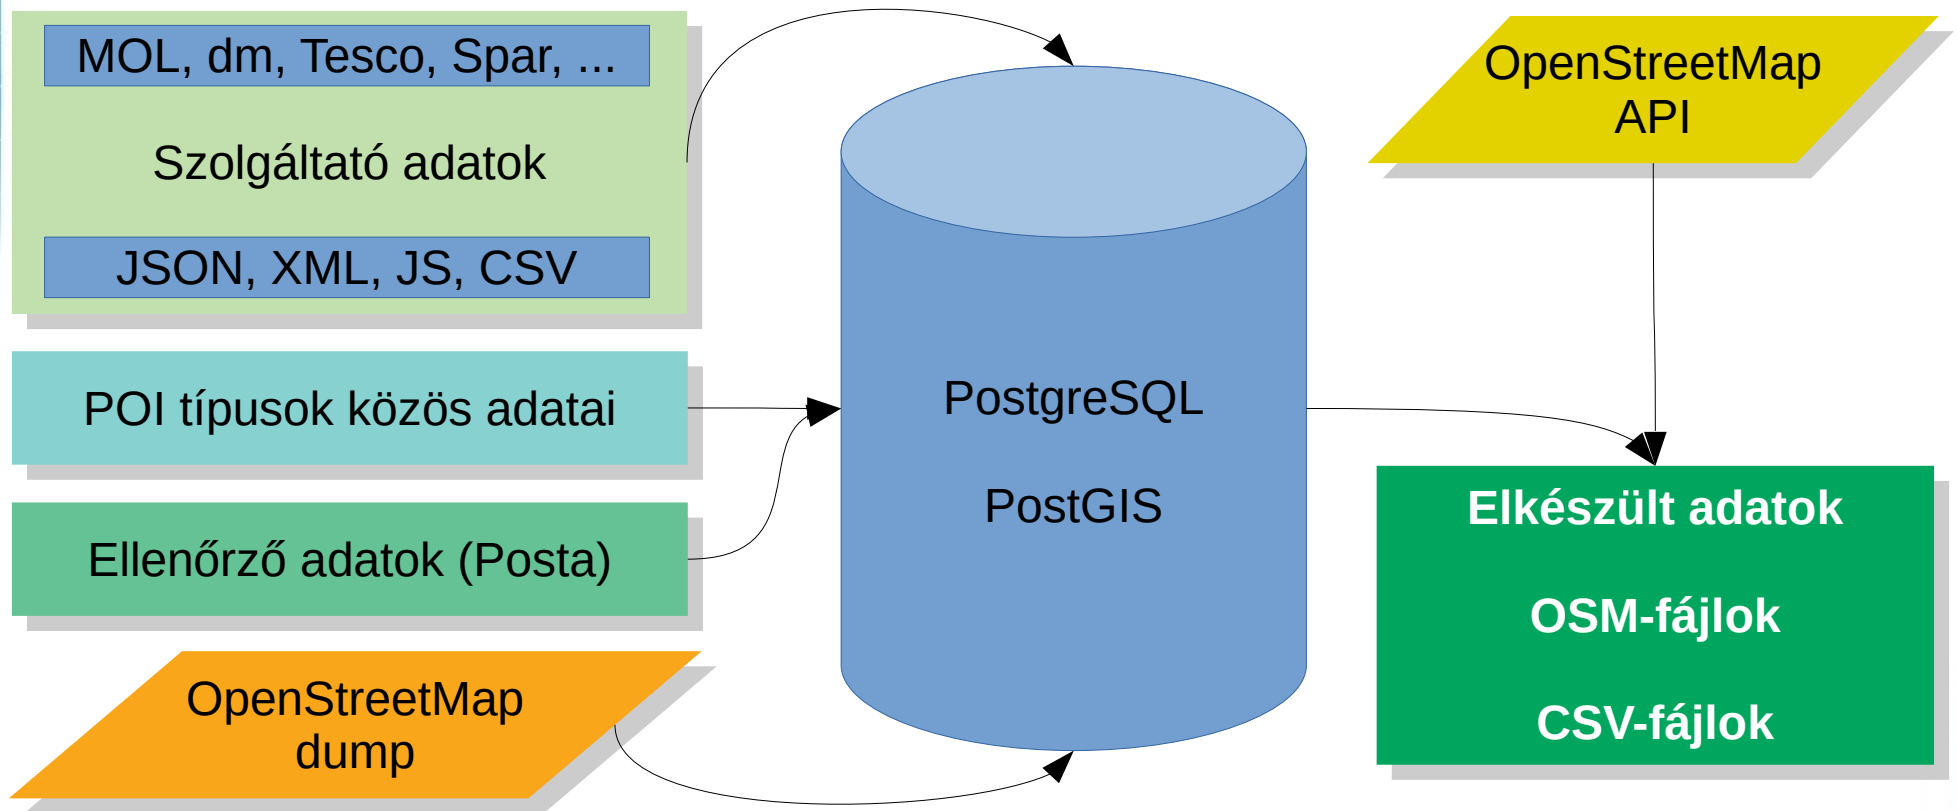 MOL, dm, Tesco, Spar, ...
Szolgáltató adatok
JSON, XML, JS, CSV
POI típusok közös adatai
Ellenőrző adatok (Posta)
OpenStreetMap
dump
PostgreSQL
PostGIS
OpenStreetMap
API
Elkészült adatok
OSM-fájlok
CSV-fájlok